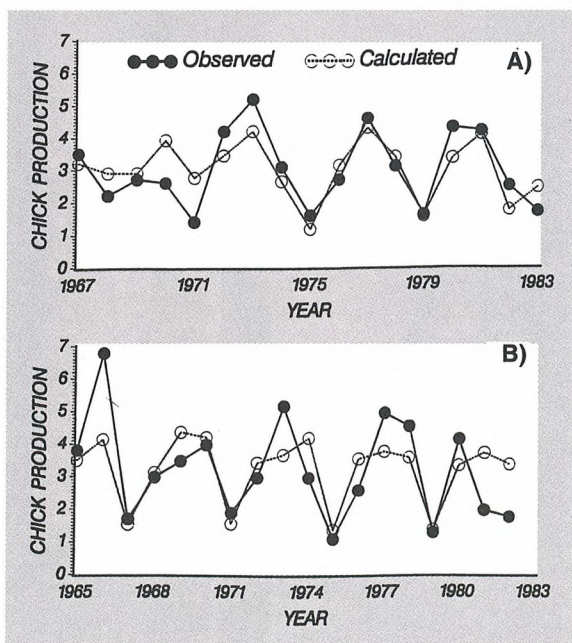 7
Observed Calculated A)
6
5
4
3
2
1
0
CHICK PRODUCTION
1967 1971 1975 1979 1983
YEAR
7
B)
6
5
4
3
2
1
0
CHICK PRODUCTION
1965 1968 1971 1974 1977 1980 1983
YEAR